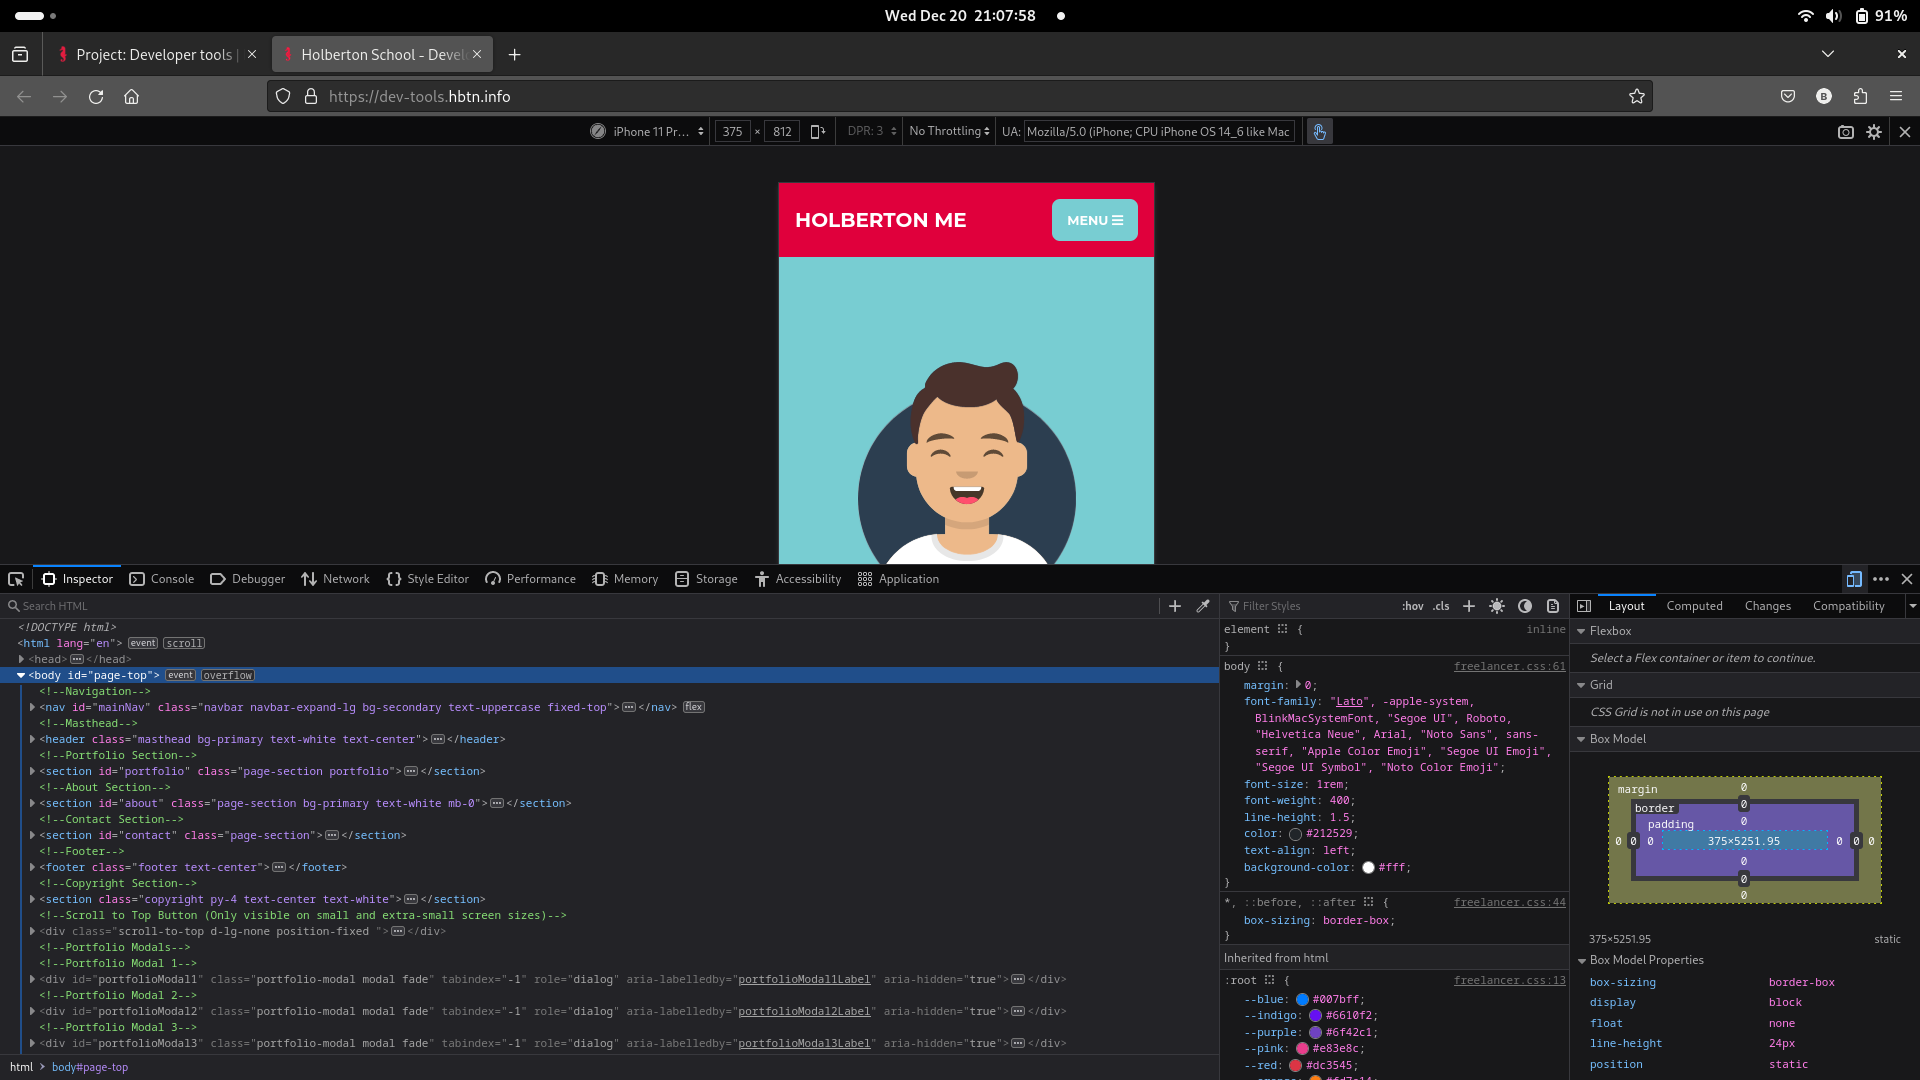 Wed Dec 20 21:07:58
91%
Project: Developer tools |
Holberton School - Devel
https://dev-tools.hbtn.info
B
iPhone 11 Pr...
375 × 812
DPR: 3
No Throttling
UA: Mozilla/5.0 (iPhone; CPU iPhone OS 14_6 like Mac
HOLBERTON ME
MENU
Inspector Console Debugger Network Style Editor Performance Memory Storage Accessibility Application
Search HTML
<!DOCTYPE html>
<html lang="en"> event scroll
<head> ••• </head>
<body id="page-top"> event overflow
<!--Navigation-->
<nav id="mainNav" class="navbar navbar-expand-lg bg-secondary text-uppercase fixed-top"> ••• </nav> flex
<!--Masthead-->
<header class="masthead bg-primary text-white text-center"> ••• </header>
<!--Portfolio Section-->
<section id="portfolio" class="page-section portfolio"> ••• </section>
<!--About Section-->
<section id="about" class="page-section bg-primary text-white mb-0"> ••• </section>
<!--Contact Section-->
<section id="contact" class="page-section"> ••• </section>
<!--Footer-->
<footer class="footer text-center"> ••• </footer>
<!--Copyright Section-->
<section class="copyright py-4 text-center text-white"> ••• </section>
<!--Scroll to Top Button (Only visible on small and extra-small screen sizes)-->
<div class="scroll-to-top d-lg-none position-fixed "> ••• </div>
<!--Portfolio Modals-->
<!--Portfolio Modal 1-->
<div id="portfolioModal1" class="portfolio-modal modal fade" tabindex="-1" role="dialog" aria-labelledby="portfolioModal1Label" aria-hidden="true"> ••• </div>
<!--Portfolio Modal 2-->
<div id="portfolioModal2" class="portfolio-modal modal fade" tabindex="-1" role="dialog" aria-labelledby="portfolioModal2Label" aria-hidden="true"> ••• </div>
<!--Portfolio Modal 3-->
<div id="portfolioModal3" class="portfolio-modal modal fade" tabindex="-1" role="dialog" aria-labelledby="portfolioModal3Label" aria-hidden="true"> ••• </div>
html > body#page-top
Filter Styles :hov .cls
element { inline
}
body { freelancer.css:61
margin: 0;
font-family: "Lato", -apple-system,
BlinkMacSystemFont, "Segoe UI", Roboto,
"Helvetica Neue", Arial, "Noto Sans", sans-
serif, "Apple Color Emoji", "Segoe UI Emoji",
"Segoe UI Symbol", "Noto Color Emoji";
font-size: 1rem;
font-weight: 400;
line-height: 1.5;
color: #212529;
text-align: left;
background-color: #fff;
}
*, ::before, ::after { freelancer.css:44
box-sizing: border-box;
}
Inherited from html
:root { freelancer.css:13
--blue: #007bff;
--indigo: #6610f2;
--purple: #6f42c1;
--pink: #e83e8c;
--red: #dc3545;
Layout Computed Changes Compatibility
Flexbox
Select a Flex container or item to continue.
Grid
CSS Grid is not in use on this page
Box Model
margin 0
border 0
padding 0
0 0 0 375×5251.95 0 0 0
0
0
0
375×5251.95 static
Box Model Properties
box-sizing border-box
display block
float none
line-height 24px
position static